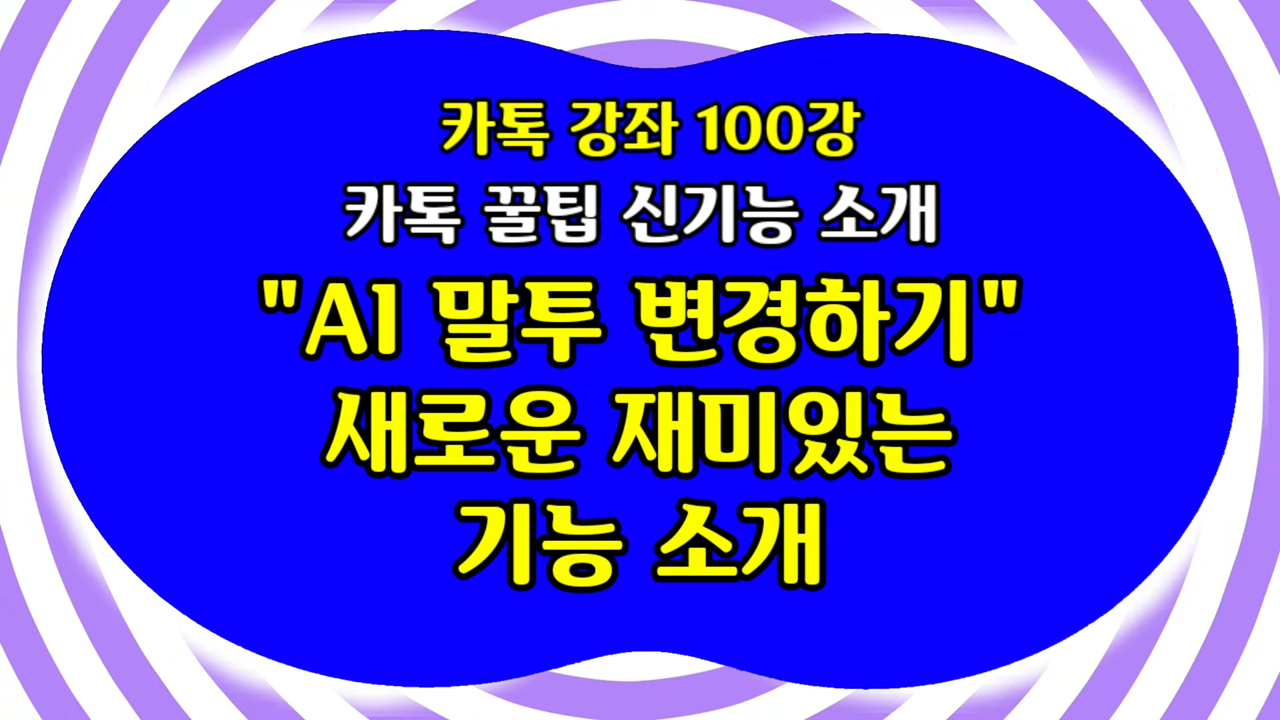 카톡 강좌 100강
카톡 꿀팁 신기능 소개
"AI 말투 변경하기"
새로운 재미있는
기능 소개